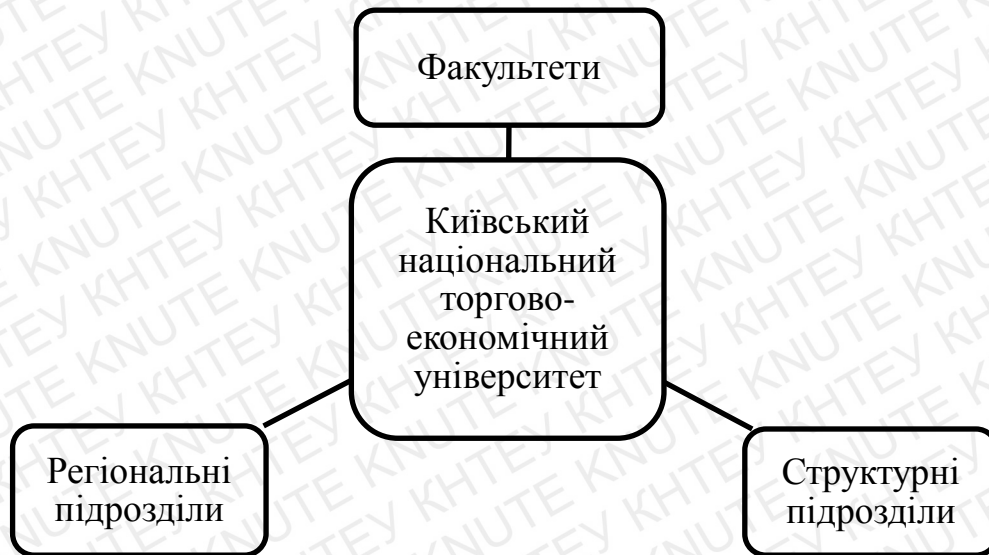 Факультети
Київський
національний
торгово-
економічний
університет
Регіональні
підрозділи
Структурні
підрозділи